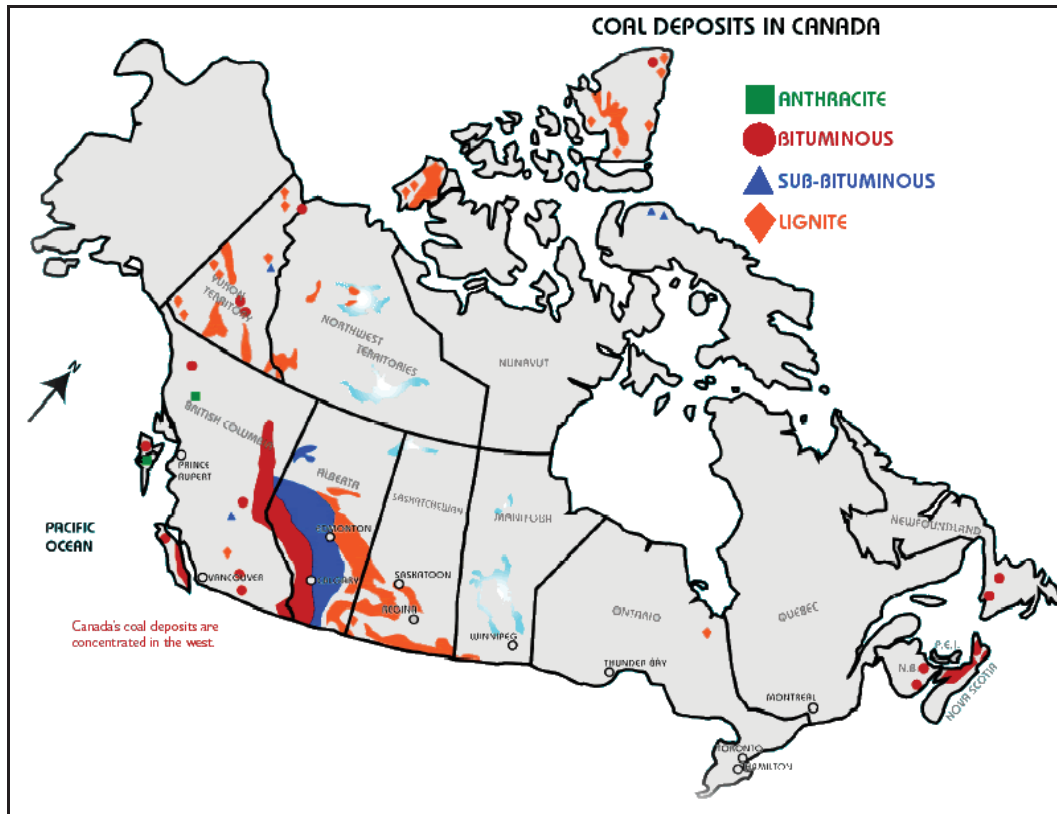 COAL DEPOSITS IN CANADA
ANTHRACITE
BITUMINOUS
SUB-BITUMINOUS
LIGNITE
YUKON
TERRITORY
NORTHWEST
TERRITORIES
NUNAVUT
N
BRITISH COLUMBIA
PRINCE
RUPERT
ALBERTA
SASKATCHEWAN
MANITOBA
NEWFOUNDLAND
PACIFIC
OCEAN
EDMONTON
VANCOUVER
CALGARY
SASKATOON
REGINA
WINNIPEG
ONTARIO
QUEBEC
Canada's coal deposits are
concentrated in the west.
THUNDER BAY
P.E.I.
N.B.
NOVA SCOTIA
MONTREAL
TORONTO
HAMILTON